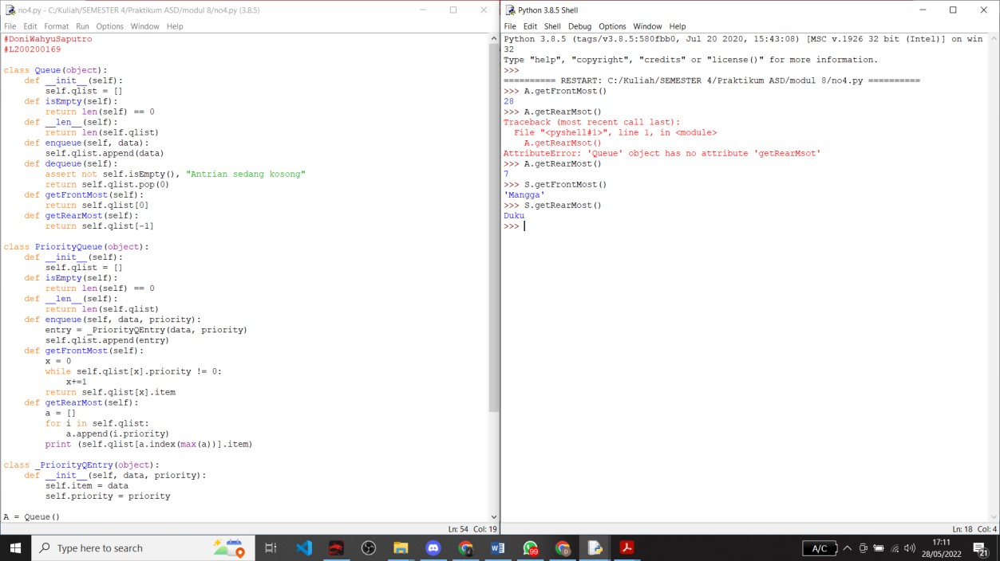 no4.py - C:/Kuliah/SEMESTER 4/Praktikum ASD/modul 8/no4.py (3.8.5)
File Edit Format Run Options Window Help
#DoniWahyuSaputro
#L200200169

class Queue(object):
    def __init__(self):
        self.qlist = []
    def isEmpty(self):
        return len(self) == 0
    def __len__(self):
        return len(self.qlist)
    def enqueue(self, data):
        self.qlist.append(data)
    def dequeue(self):
        assert not self.isEmpty(), "Antrian sedang kosong"
        return self.qlist.pop(0)
    def getFrontMost(self):
        return self.qlist[0]
    def getRearMost(self):
        return self.qlist[-1]

class PriorityQueue(object):
    def __init__(self):
        self.qlist = []
    def isEmpty(self):
        return len(self) == 0
    def __len__(self):
        return len(self.qlist)
    def enqueue(self, data, priority):
        entry = _PriorityQEntry(data, priority)
        self.qlist.append(entry)
    def getFrontMost(self):
        x = 0
        while self.qlist[x].priority != 0:
            x+=1
        return self.qlist[x].item
    def getRearMost(self):
        a = []
        for i in self.qlist:
            a.append(i.priority)
        print (self.qlist[a.index(max(a))].item)

class _PriorityQEntry(object):
    def __init__(self, data, priority):
        self.item = data
        self.priority = priority

A = Queue()
Ln: 54 Col: 19
Python 3.8.5 Shell
File Edit Shell Debug Options Window Help
Python 3.8.5 (tags/v3.8.5:580fbb0, Jul 20 2020, 15:43:08) [MSC v.1926 32 bit (Intel)] on win
32
Type "help", "copyright", "credits" or "license()" for more information.
>>>
========== RESTART: C:/Kuliah/SEMESTER 4/Praktikum ASD/modul 8/no4.py ==========
>>> A.getFrontMost()
28
>>> A.getRearMsot()
Traceback (most recent call last):
  File "<pyshell#1>", line 1, in <module>
    A.getRearMsot()
AttributeError: 'Queue' object has no attribute 'getRearMsot'
>>> A.getRearMost()
7
>>> S.getFrontMost()
'Mangga'
>>> S.getRearMost()
Duku
>>>
Ln: 18 Col: 4
Type here to search
99
A/C
17:11
28/05/2022
21